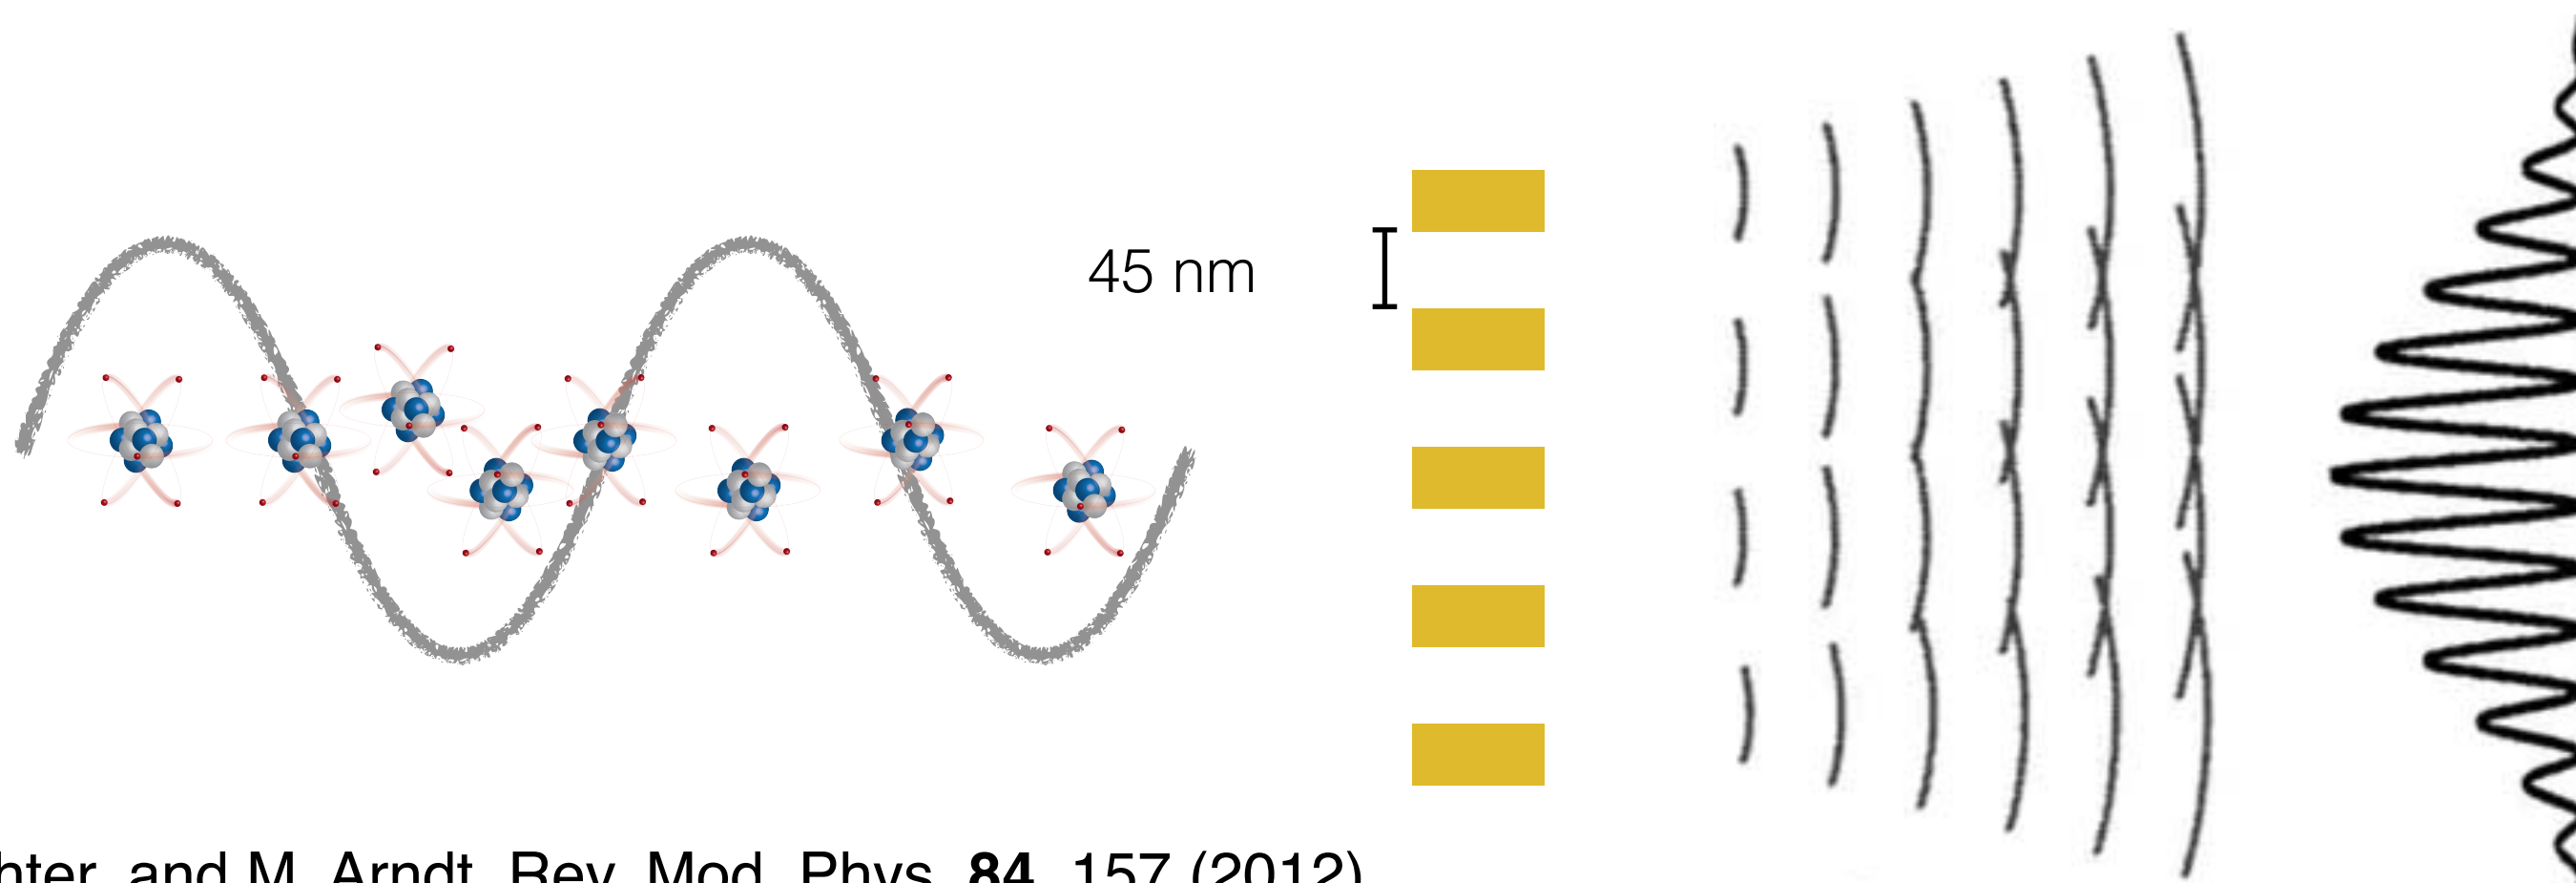 45 nm
and M. Arndt, Rev. Mod. Phys. 84, 157 (2012)